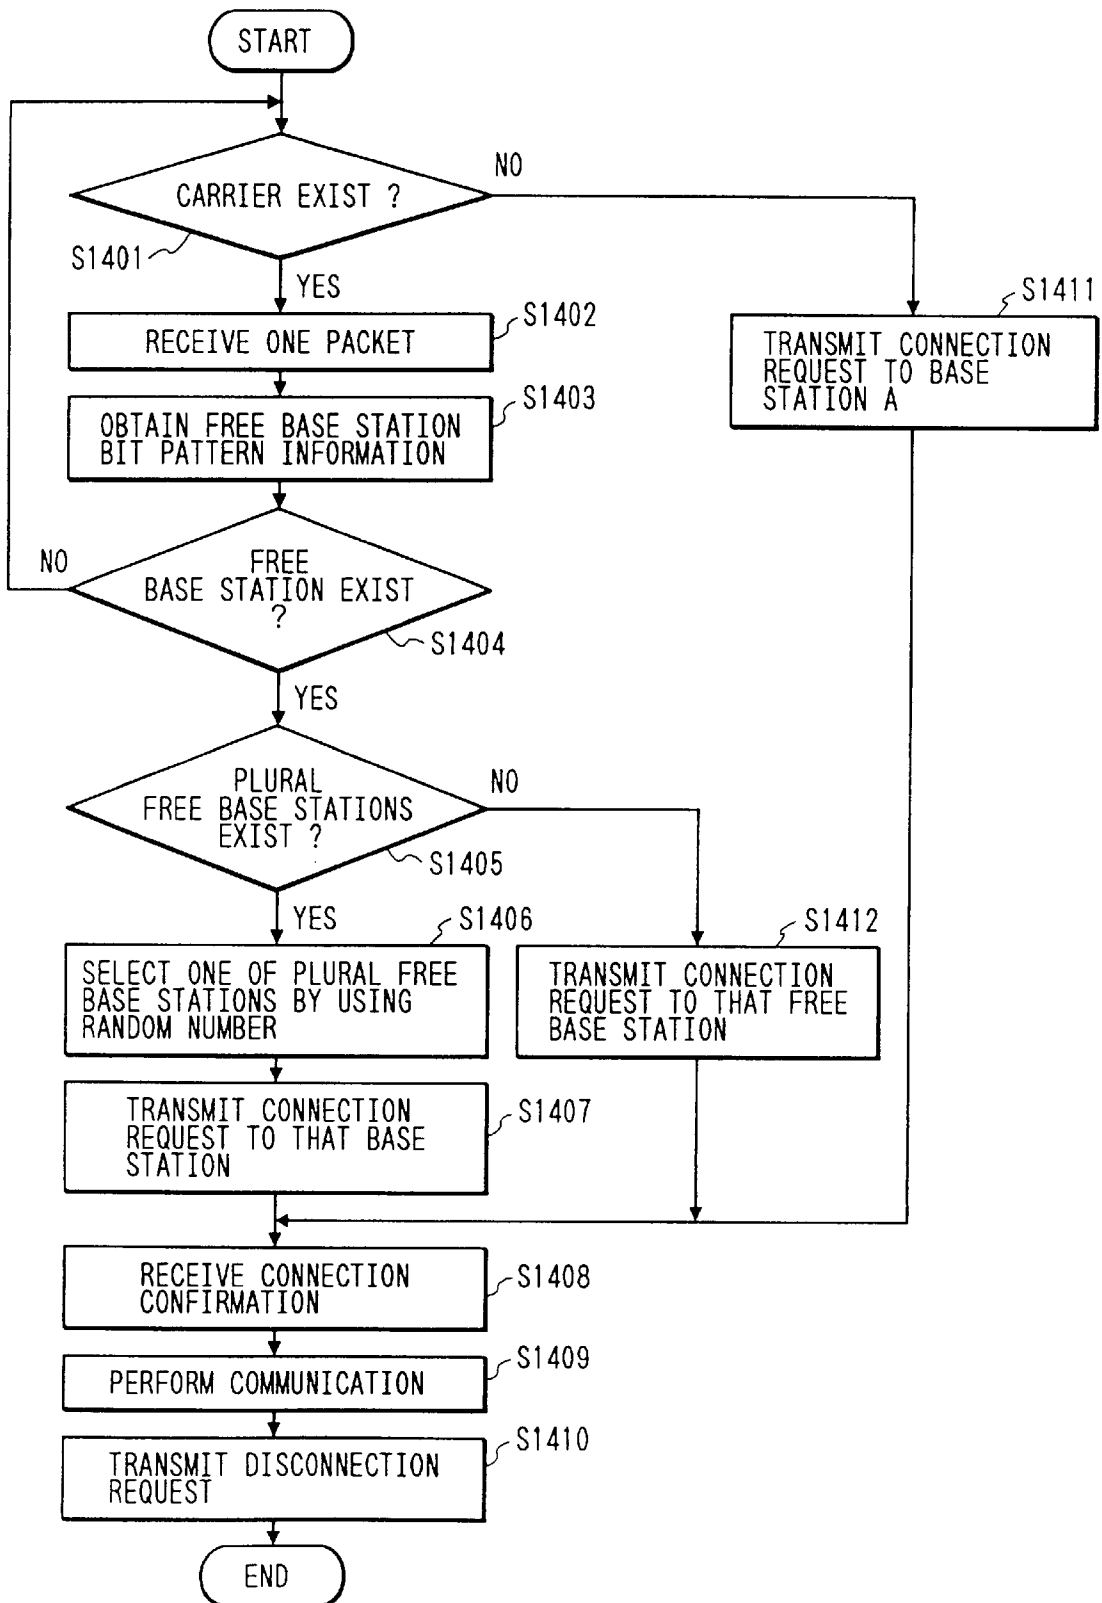 START
CARRIER EXIST ?
NO
S1401
YES
S1411
S1402
RECEIVE ONE PACKET
TRANSMIT CONNECTION
REQUEST TO BASE
STATION A
S1403
OBTAIN FREE BASE STATION
BIT PATTERN INFORMATION
NO
FREE
BASE STATION EXIST
?
S1404
YES
PLURAL
FREE BASE STATIONS
EXIST ?
NO
S1405
YES
S1406
S1412
SELECT ONE OF PLURAL FREE
BASE STATIONS BY USING
RANDOM NUMBER
TRANSMIT CONNECTION
REQUEST TO THAT FREE
BASE STATION
S1407
TRANSMIT CONNECTION
REQUEST TO THAT BASE
STATION
RECEIVE CONNECTION
CONFIRMATION
S1408
S1409
PERFORM COMMUNICATION
S1410
TRANSMIT DISCONNECTION
REQUEST
END